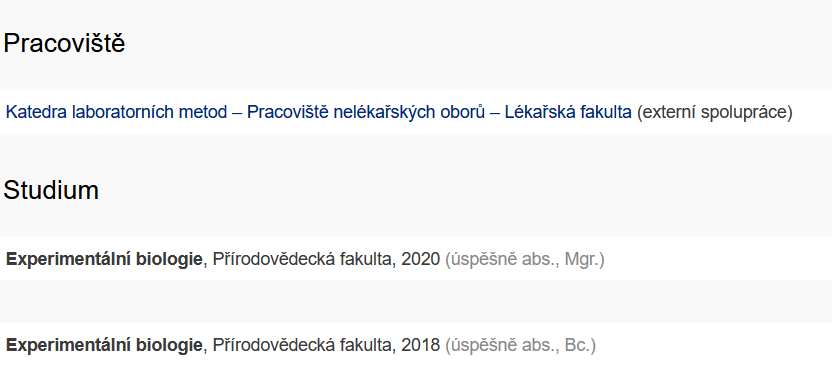 Pracoviště
Katedra laboratorních metod – Pracoviště nelékařských oborů – Lékařská fakulta (externí spolupráce)
Studium
Experimentální biologie, Přírodovědecká fakulta, 2020 (úspěšně abs., Mgr.)
Experimentální biologie, Přírodovědecká fakulta, 2018 (úspěšně abs., Bc.)